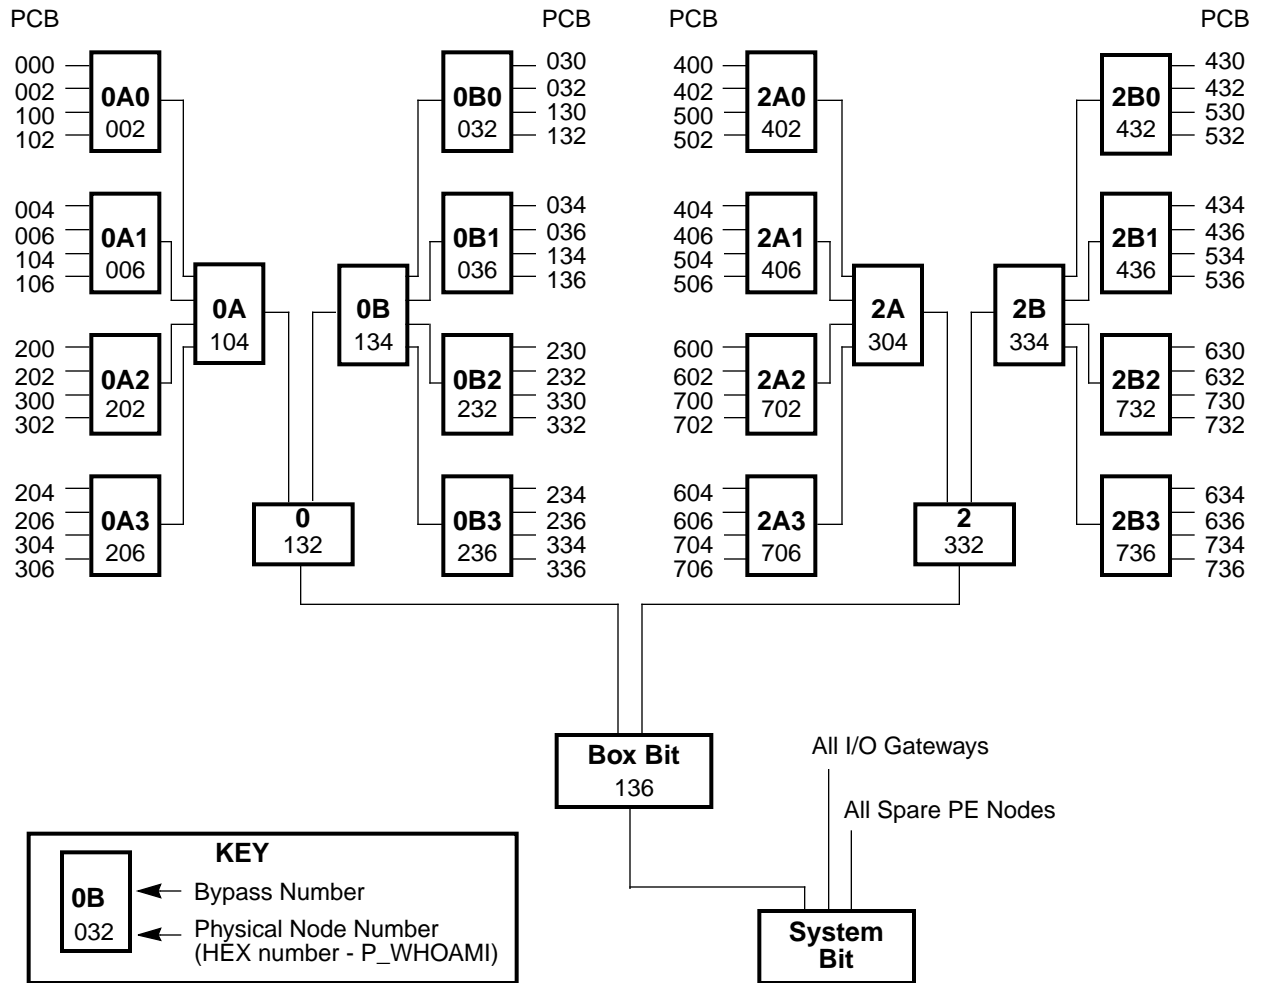 PCB
PCB
PCB
PCB
000
002
100
102
0A0
002
0B0
032
030
032
130
132
400
402
500
502
2A0
402
2B0
432
430
432
530
532
004
006
104
106
0A1
006
0B1
036
034
036
134
136
404
406
504
506
2A1
406
2B1
436
434
436
534
536
0A
104
0B
134
2A
304
2B
334
200
202
300
302
0A2
202
0B2
232
230
232
330
332
600
602
700
702
2A2
702
2B2
732
630
632
730
732
204
206
304
306
0A3
206
0
132
0B3
236
234
236
334
336
604
606
704
706
2A3
706
2
332
2B3
736
634
636
734
736
Box Bit
136
All I/O Gateways
All Spare PE Nodes
System
Bit
KEY
0B
032
Bypass Number
Physical Node Number
(HEX number - P_WHOAMI)